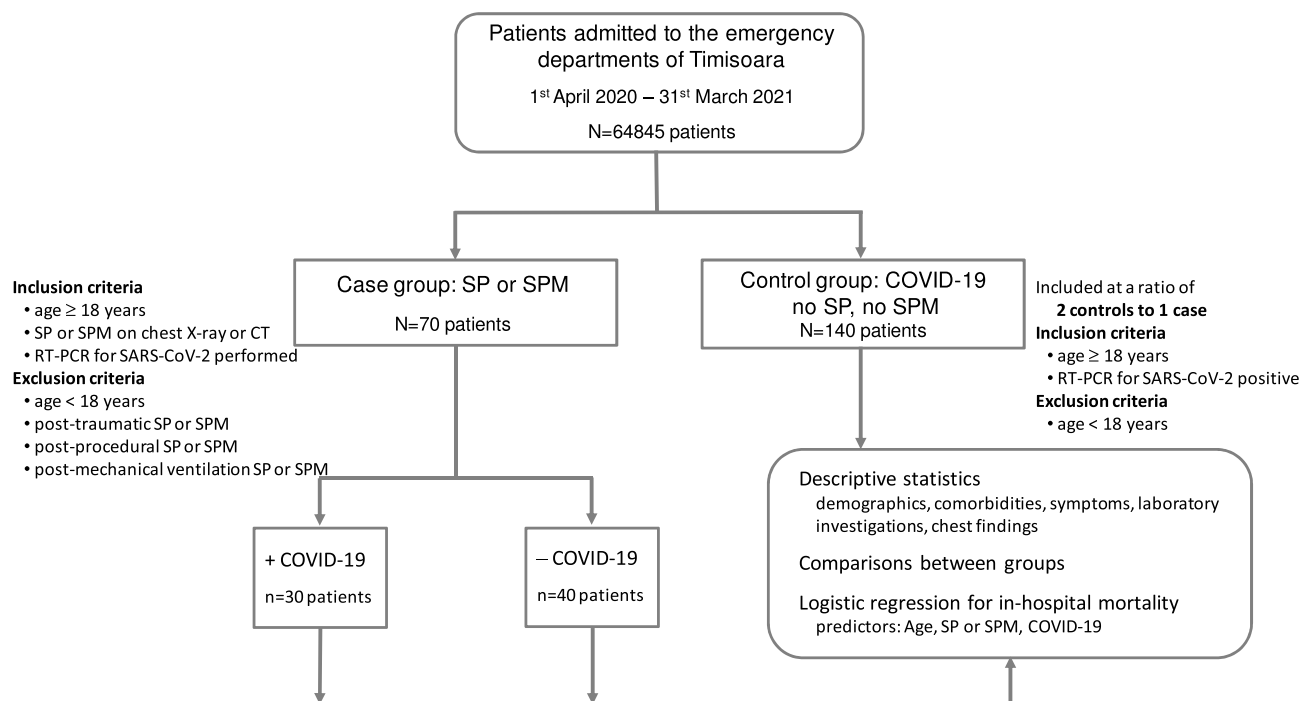 Patients admitted to the emergency
departments of Timisoara
1st April 2020 – 31st March 2021
N=64845 patients
Case group: SP or SPM
N=70 patients
Control group: COVID-19
no SP, no SPM
N=140 patients
Inclusion criteria
• age ≥ 18 years
• SP or SPM on chest X-ray or CT
• RT-PCR for SARS-CoV-2 performed
Exclusion criteria
• age < 18 years
• post-traumatic SP or SPM
• post-procedural SP or SPM
• post-mechanical ventilation SP or SPM
Included at a ratio of
2 controls to 1 case
Inclusion criteria
• age ≥ 18 years
• RT-PCR for SARS-CoV-2 positive
Exclusion criteria
• age < 18 years
+ COVID-19
n=30 patients
– COVID-19
n=40 patients
Descriptive statistics
demographics, comorbidities, symptoms, laboratory
investigations, chest findings
Comparisons between groups
Logistic regression for in-hospital mortality
predictors: Age, SP or SPM, COVID-19